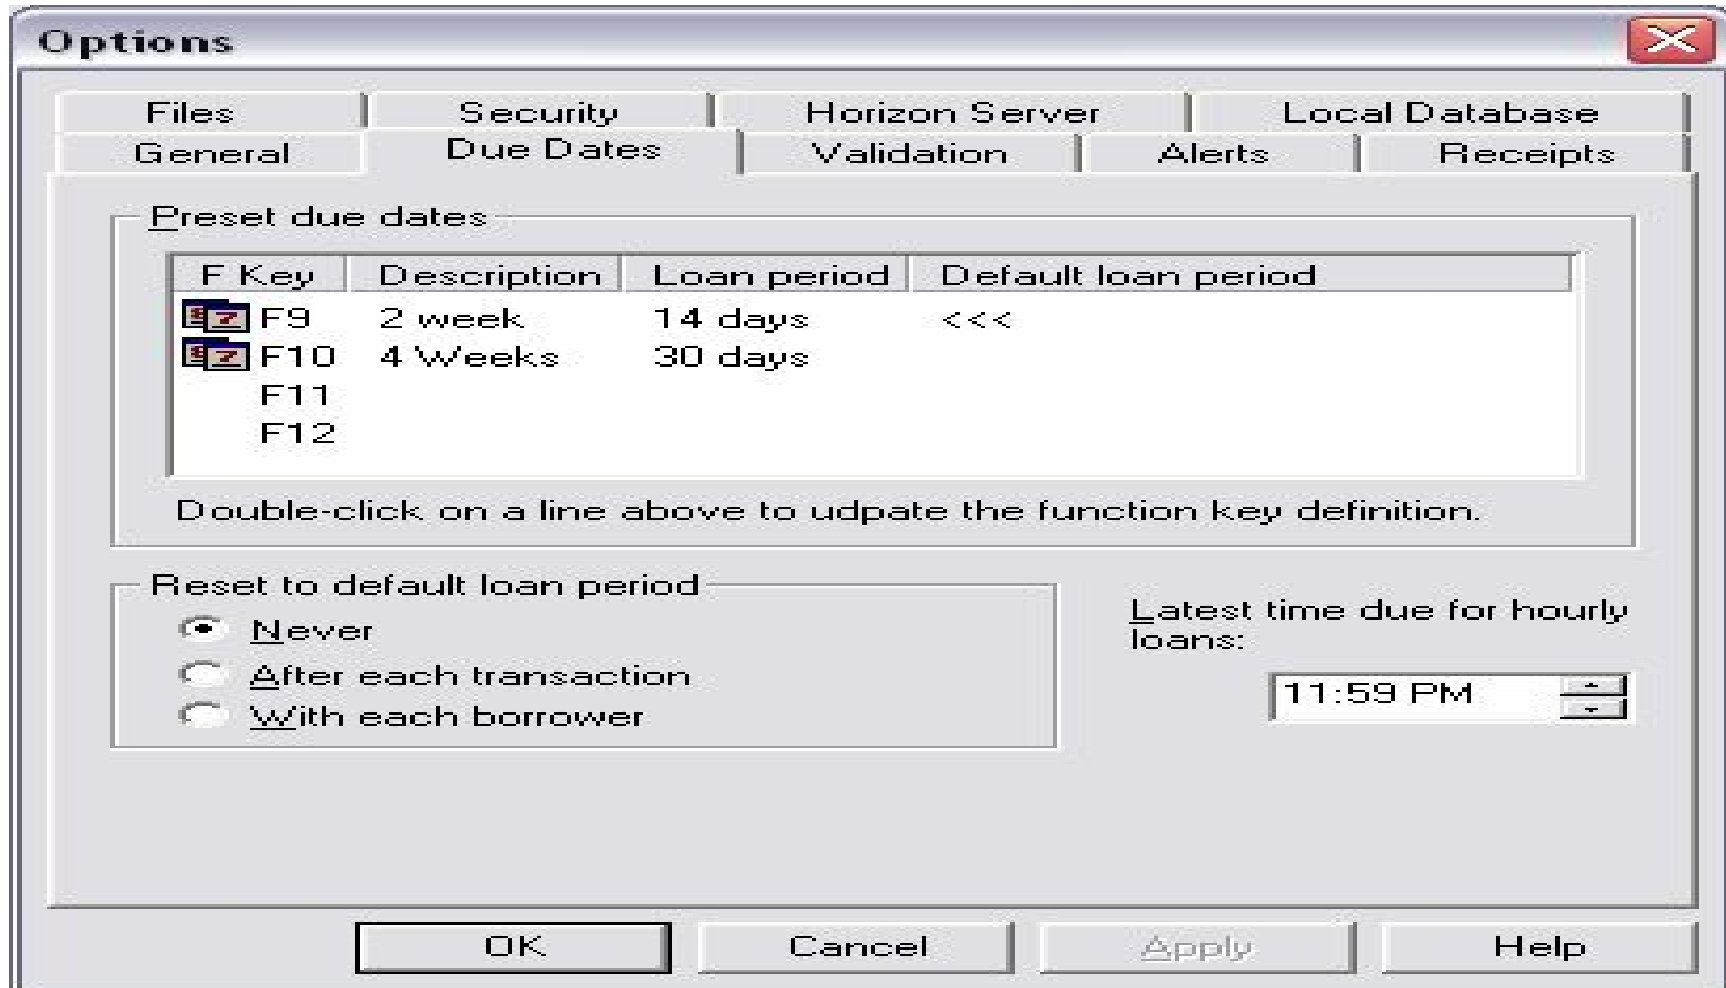 Options
Files Security Horizon Server Local Database
General Due Dates Validation Alerts Receipts
Preset due dates
F Key Description Loan period Default loan period
F9 2 week 14 days <<<
F10 4 Weeks 30 days
F11
F12
Double-click on a line above to udpate the function key definition.
Reset to default loan period
Never
After each transaction
With each borrower
Latest time due for hourly
loans:
11:59 PM
OK Cancel Apply Help